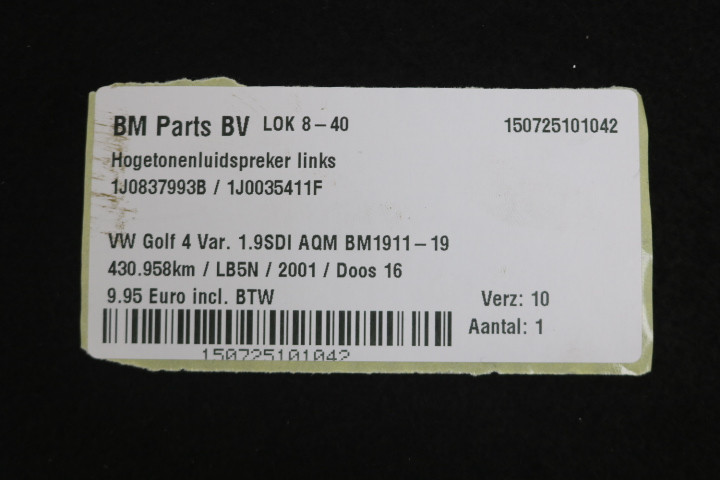 BM Parts BV LOK 8-40 150725101042
Hogetonenluidspreker links
1J0837993B / 1J0035411F
VW Golf 4 Var. 1.9SDI AQM BM1911-19
430.958km / LB5N / 2001 / Doos 16
9.95 Euro incl. BTW Verz: 10
Aantal: 1
150725101042